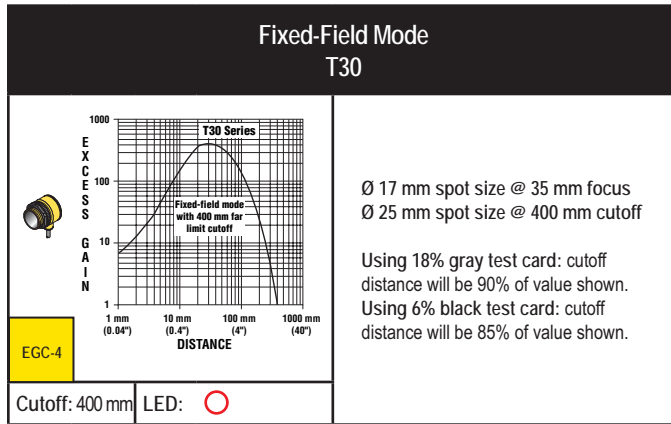 Fixed-Field Mode
T30
EXCESS GAIN
1000
100
10
1
T30 Series
Fixed-field mode
with 400 mm far
limit cutoff
1 mm
(0.04")
10 mm
(0.4")
100 mm
(4")
1000 mm
(40")
DISTANCE
EGC-4
Ø 17 mm spot size @ 35 mm focus
Ø 25 mm spot size @ 400 mm cutoff
Using 18% gray test card: cutoff
distance will be 90% of value shown.
Using 6% black test card: cutoff
distance will be 85% of value shown.
Cutoff: 400 mm
LED: